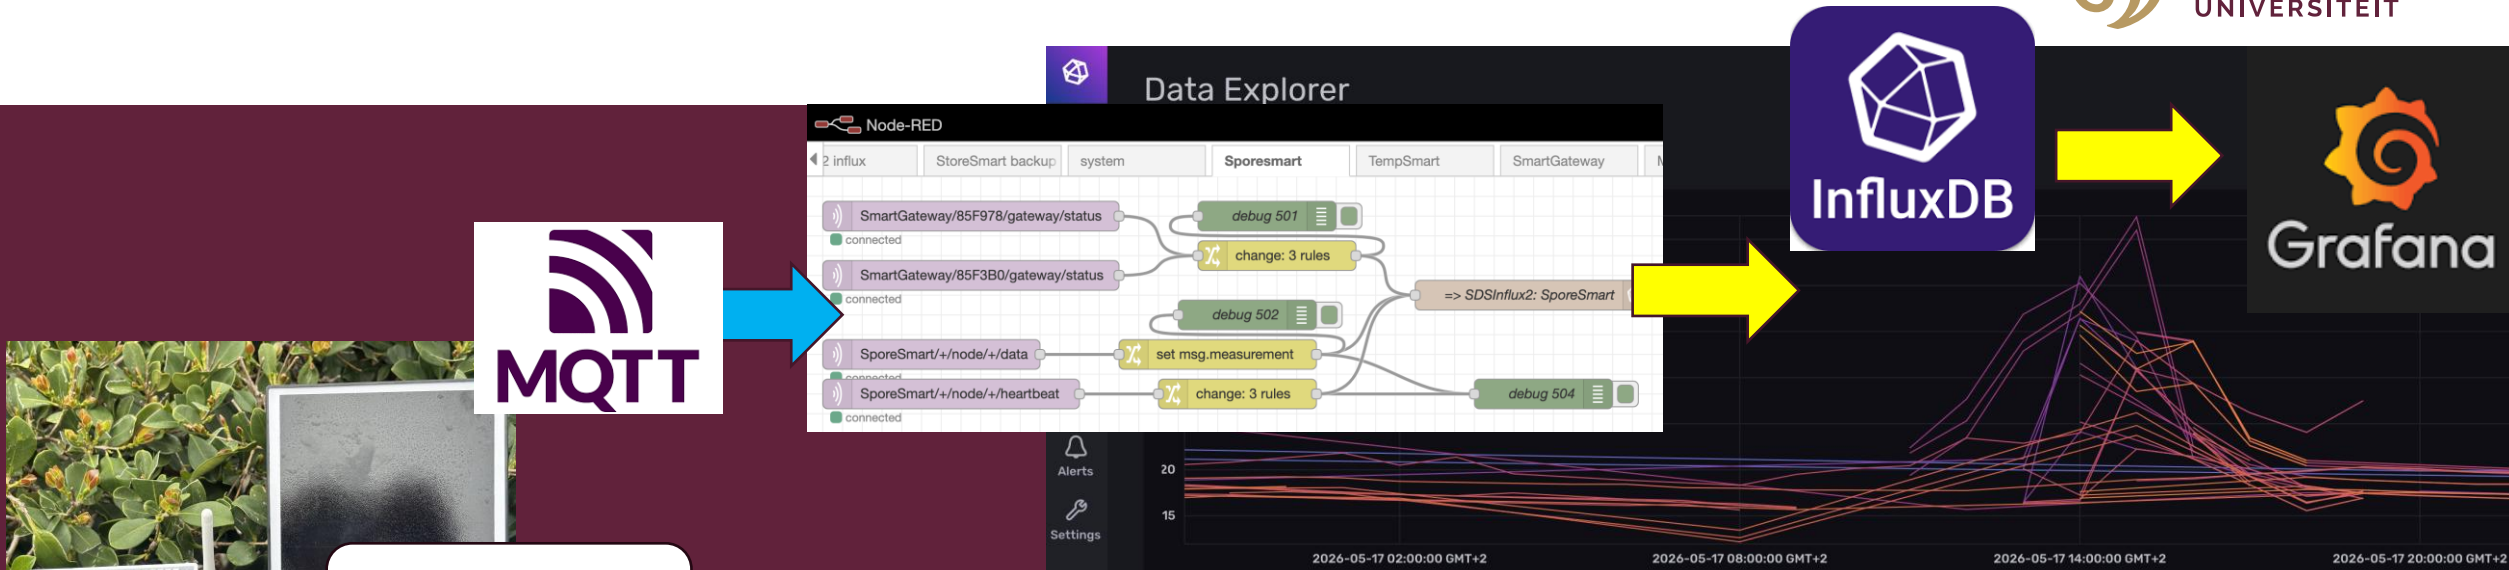 UNIVERSITEIT
Data Explorer
InfluxDB
Grafana
Node-RED
2 influx
StoreSmart backup
system
Sporesmart
TempSmart
SmartGateway
SmartGateway/85F978/gateway/status
connected
debug 501
change: 3 rules
SmartGateway/85F3B0/gateway/status
connected
=> SDSInflux2: SporeSmart
debug 502
SporeSmart/+/node/+/data
connected
set msg.measurement
SporeSmart/+/node/+/heartbeat
connected
change: 3 rules
debug 504
MQTT
Alerts
Settings
20
15
2026-05-17 02:00:00 GMT+2
2026-05-17 08:00:00 GMT+2
2026-05-17 14:00:00 GMT+2
2026-05-17 20:00:00 GMT+2